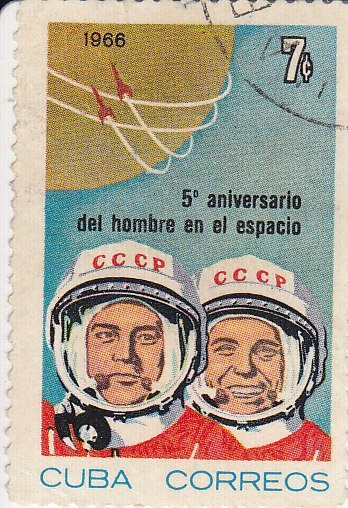 1966
7¢
5º aniversario
del hombre en el espacio
CCCP
CCCP
CUBA CORREOS